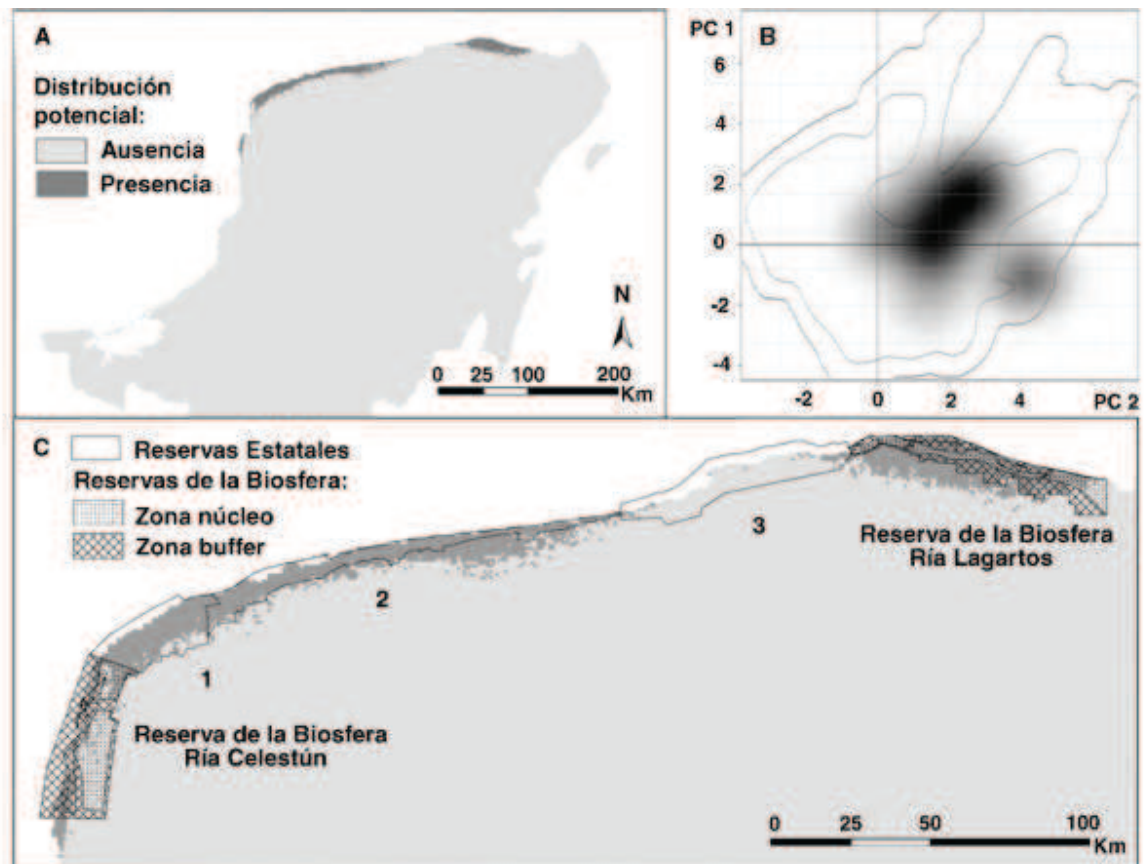 A
Distribución
potencial:
Ausencia
Presencia
N
0 25 100 200
Km
PC 1
B
6
4
2
0
-2
-4
-2 0 2 4 PC 2
C
Reservas Estatales
Reservas de la Biosfera:
Zona núcleo
Zona buffer
1
2
3
Reserva de la Biosfera
Ría Lagartos
Reserva de la Biosfera
Ría Celestún
0 25 50 100
Km